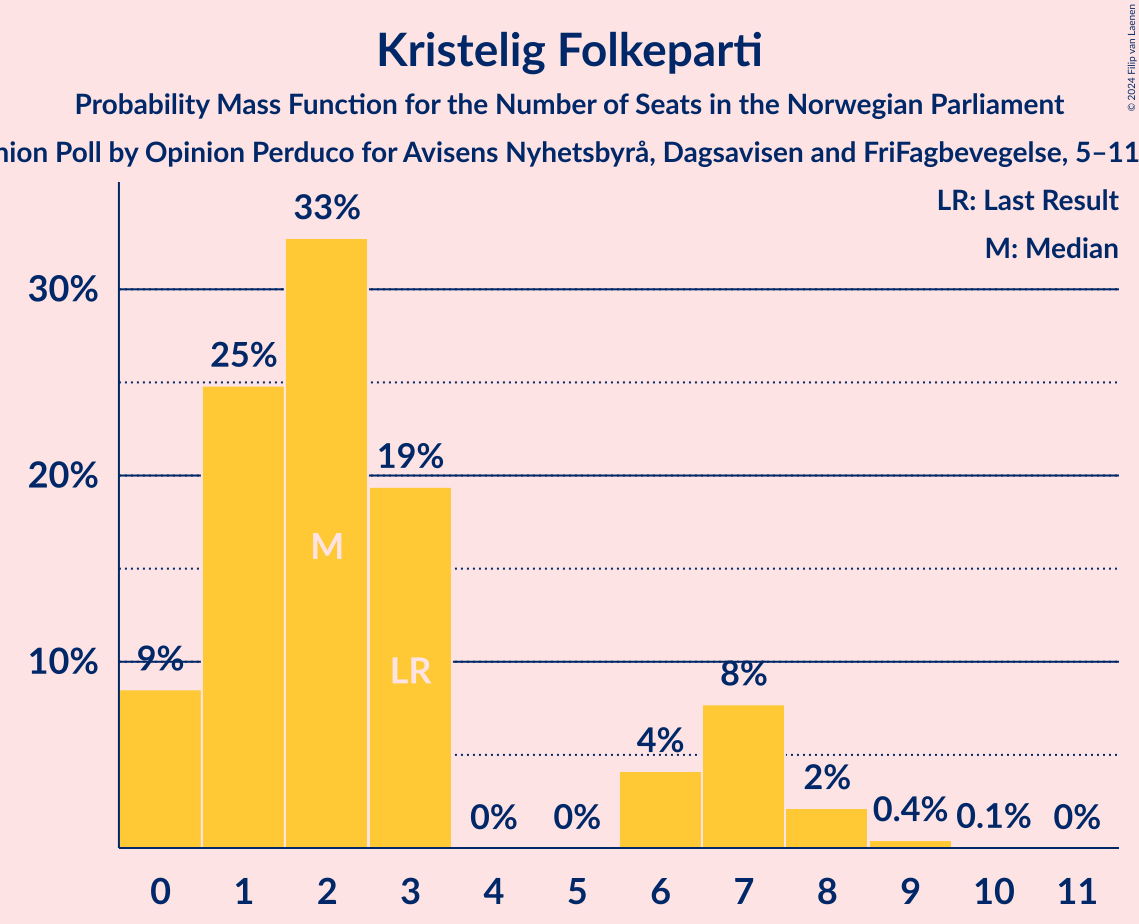 Kristelig Folkeparti
Probability Mass Function for the Number of Seats in the Norwegian Parliament
nion Poll by Opinion Perduco for Avisens Nyhetsbyrå, Dagsavisen and FriFagbevegelse, 5–11
© 2024 Filip van Laenen
LR: Last Result
M: Median
33%
30%
25%
19%
20%
M
10%
9%
LR
8%
4%
2%
0%
0%
0.4%
0.1%
0%
0 1 2 3 4 5 6 7 8 9 10 11